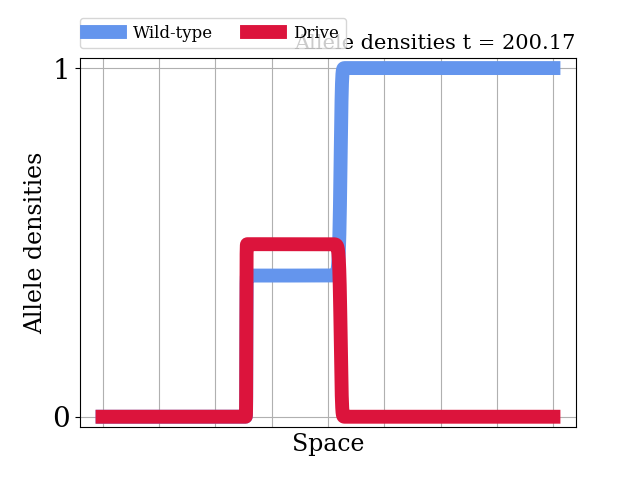 Wild-type Drive
Allele densities t = 200.17
1
Allele densities
0
Space